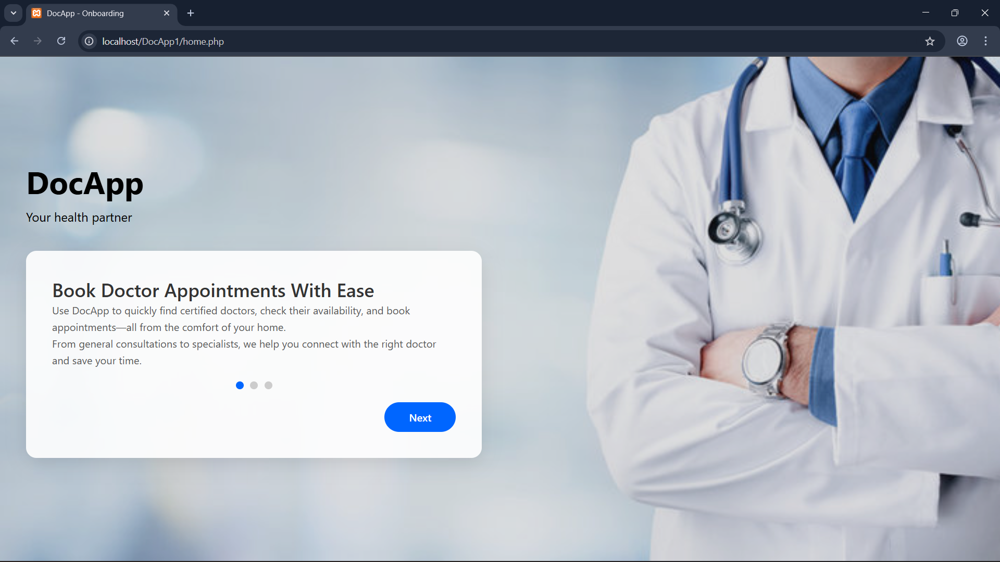 DocApp - Onboarding
localhost/DocApp1/home.php
DocApp
Your health partner
Book Doctor Appointments With Ease
Use DocApp to quickly find certified doctors, check their availability, and book
appointments—all from the comfort of your home.
From general consultations to specialists, we help you connect with the right doctor
and save your time.
Next